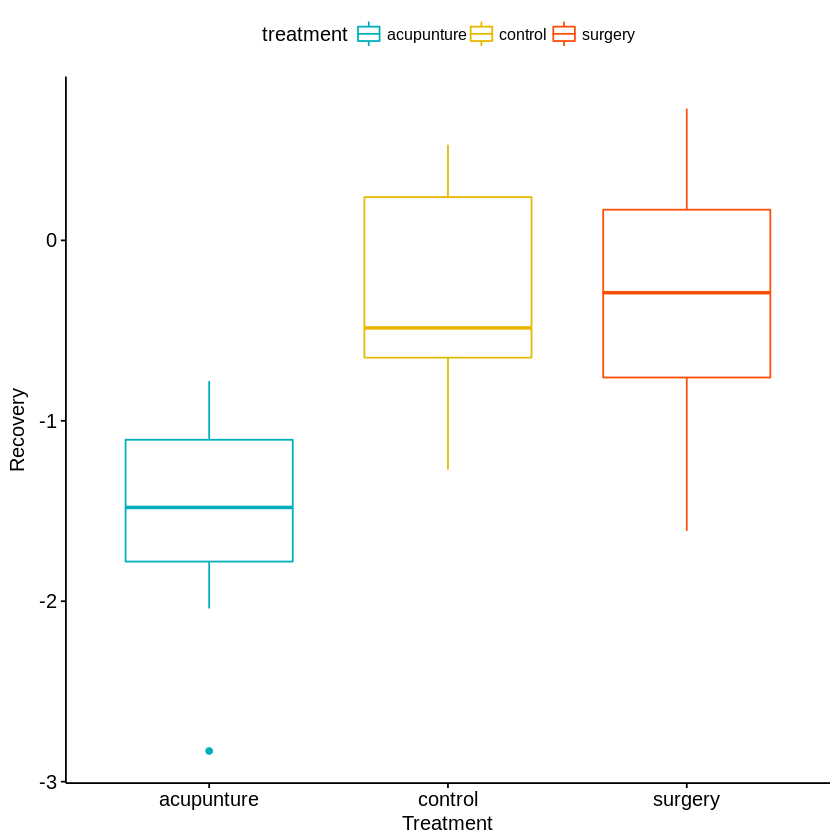 treatment acupunture control surgery
0
-1
Recovery
-2
-3
acupunture control surgery
Treatment